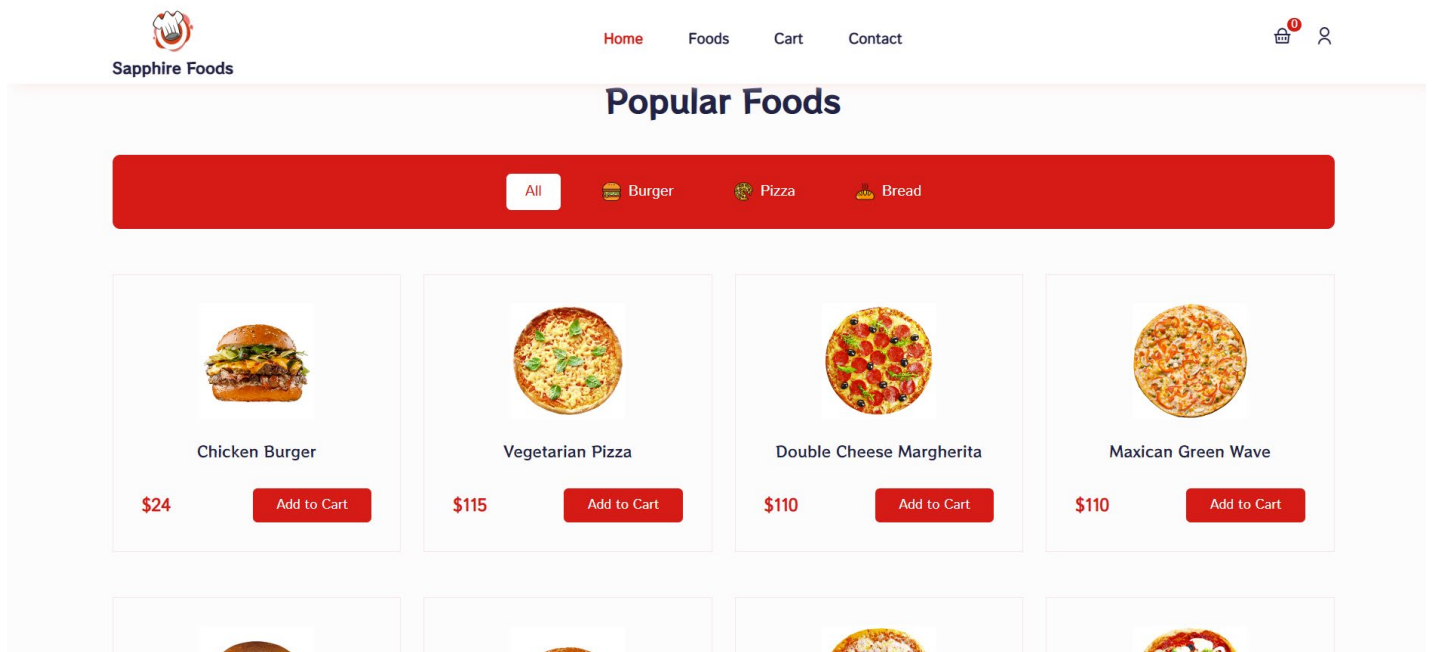 Sapphire Foods
Home Foods Cart Contact
0
Popular Foods
All Burger Pizza Bread
Chicken Burger
$24 Add to Cart
Vegetarian Pizza
$115 Add to Cart
Double Cheese Margherita
$110 Add to Cart
Maxican Green Wave
$110 Add to Cart